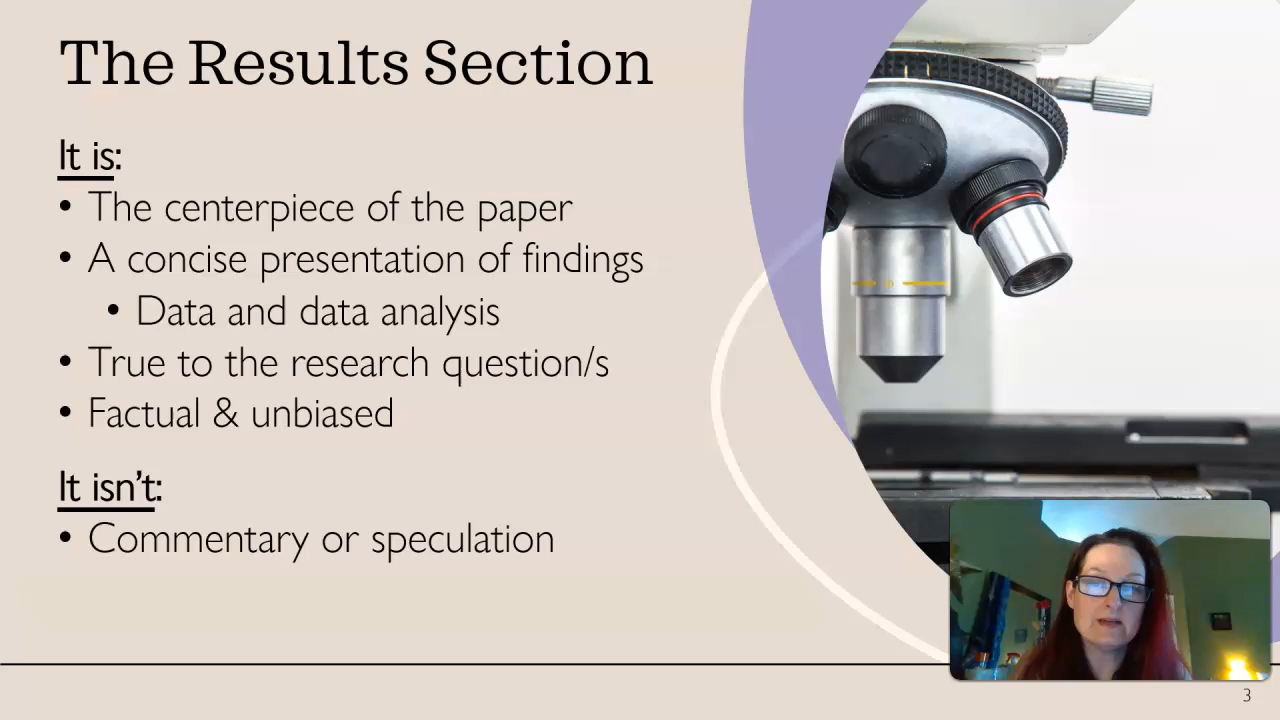 The Results Section
It is:
• The centerpiece of the paper
• A concise presentation of findings
• Data and data analysis
• True to the research question/s
• Factual & unbiased
It isn’t:
• Commentary or speculation
3